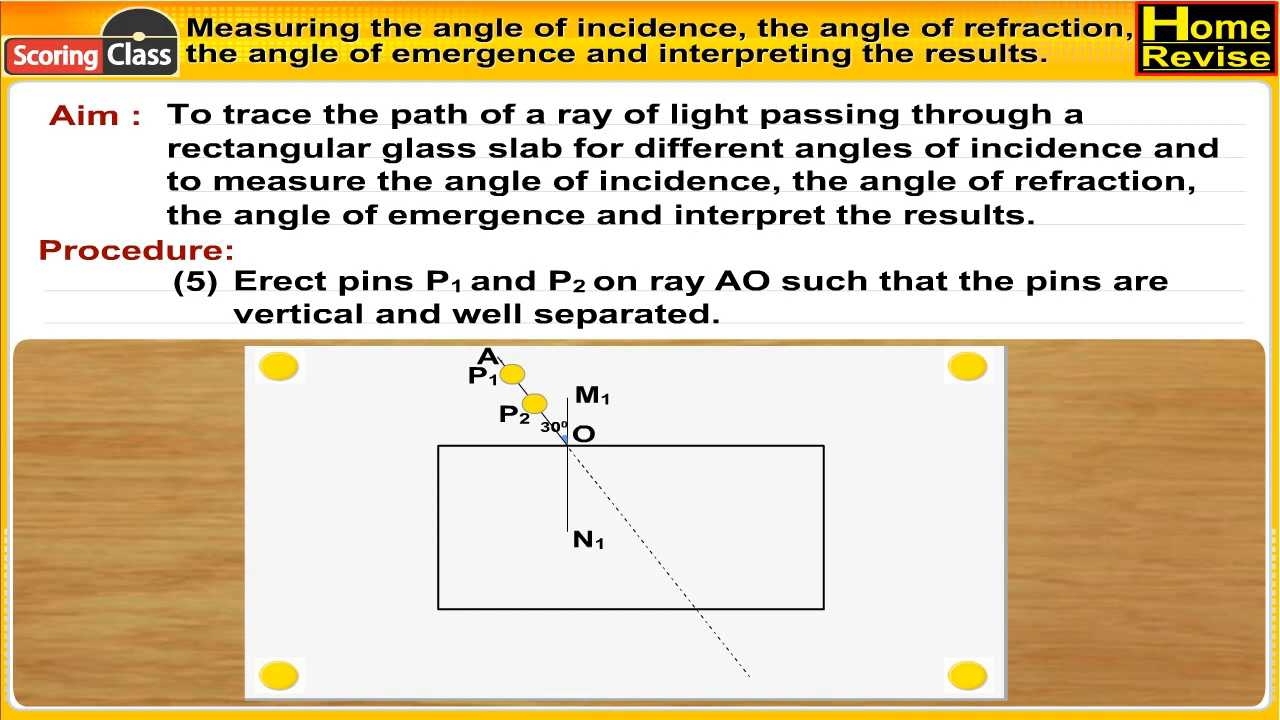 Scoring Class
Measuring the angle of incidence, the angle of refraction,
the angle of emergence and interpreting the results.
Home
Revise
Aim : To trace the path of a ray of light passing through a
rectangular glass slab for different angles of incidence and
to measure the angle of incidence, the angle of refraction,
the angle of emergence and interpret the results.
Procedure:
(5) Erect pins P₁ and P₂ on ray AO such that the pins are
vertical and well separated.
A
P₁
M₁
P₂
30⁰
O
N₁